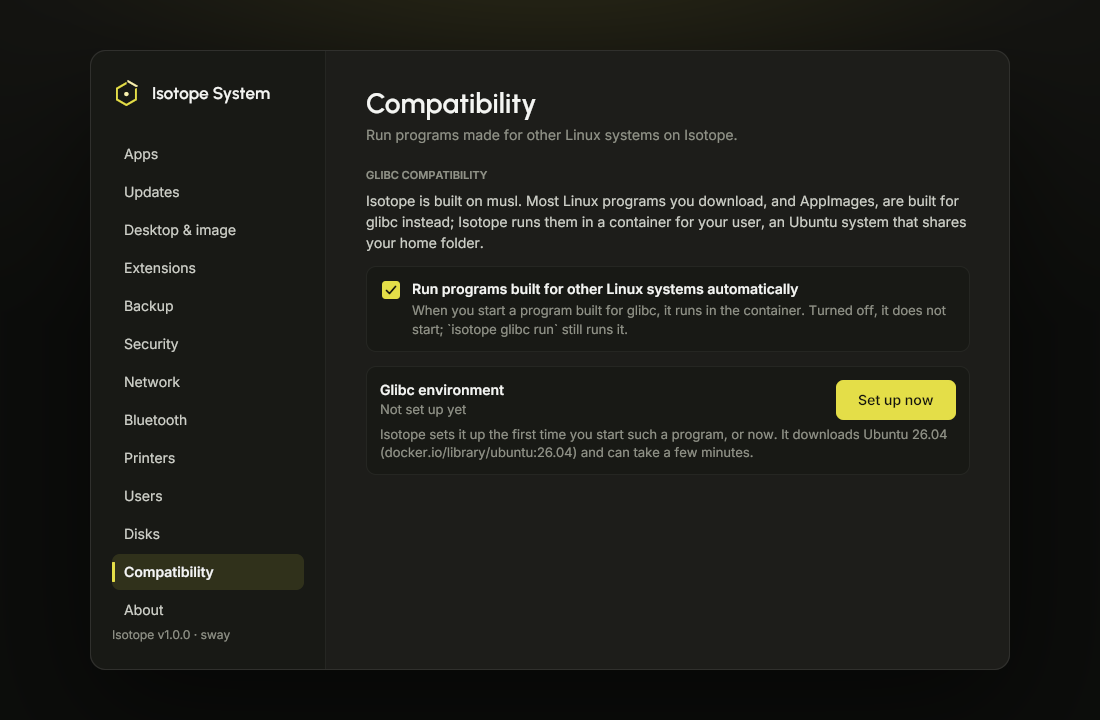 Isotope System
Apps
Updates
Desktop & image
Extensions
Backup
Security
Network
Bluetooth
Printers
Users
Disks
Compatibility
About
Isotope v1.0.0 · sway
Compatibility
Run programs made for other Linux systems on Isotope.
GLIBC COMPATIBILITY
Isotope is built on musl. Most Linux programs you download, and AppImages, are built for
glibc instead; Isotope runs them in a container for your user, an Ubuntu system that shares
your home folder.
Run programs built for other Linux systems automatically
When you start a program built for glibc, it runs in the container. Turned off, it does not
start; `isotope glibc run` still runs it.
Glibc environment
Not set up yet
Set up now
Isotope sets it up the first time you start such a program, or now. It downloads Ubuntu 26.04
(docker.io/library/ubuntu:26.04) and can take a few minutes.